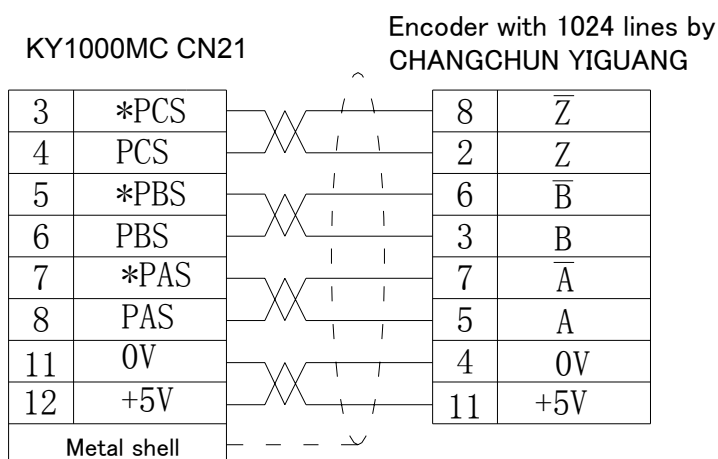 KY1000MC CN21
Encoder with 1024 lines by
CHANGCHUN YIGUANG
3 *PCS 8 Z̅
4 PCS 2 Z
5 *PBS 6 B̅
6 PBS 3 B
7 *PAS 7 A̅
8 PAS 5 A
11 0V 4 0V
12 +5V 11 +5V
Metal shell